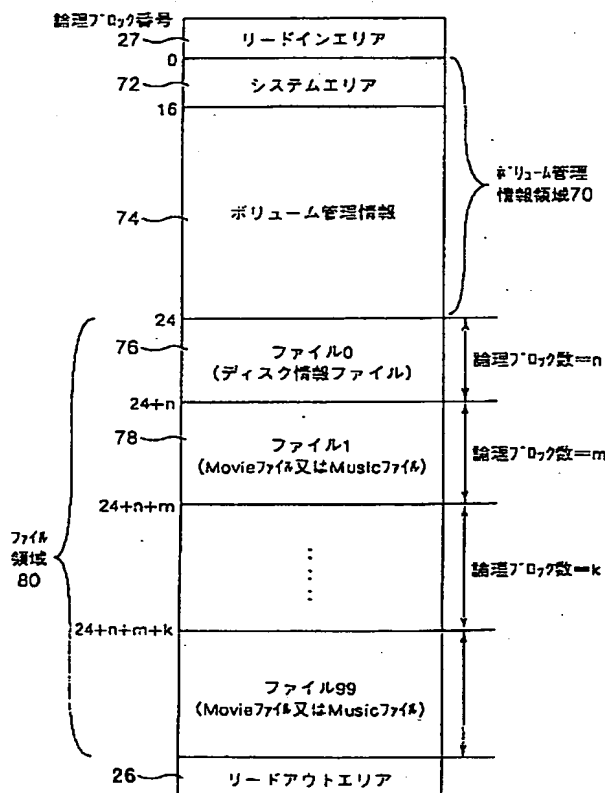 論理ブロック番号
27
リードインエリア
0
72
システムエリア
16
74
ボリューム管理情報
ボリューム管理
情報領域70
24
76
ファイル0
(ディスク情報ファイル)
論理ブロック数=n
24+n
78
ファイル1
(Movieファイル又はMusicファイル)
論理ブロック数=m
24+n+m
ファイル
領域
80
論理ブロック数=k
24+n+m+k
ファイル99
(Movieファイル又はMusicファイル)
26
リードアウトエリア